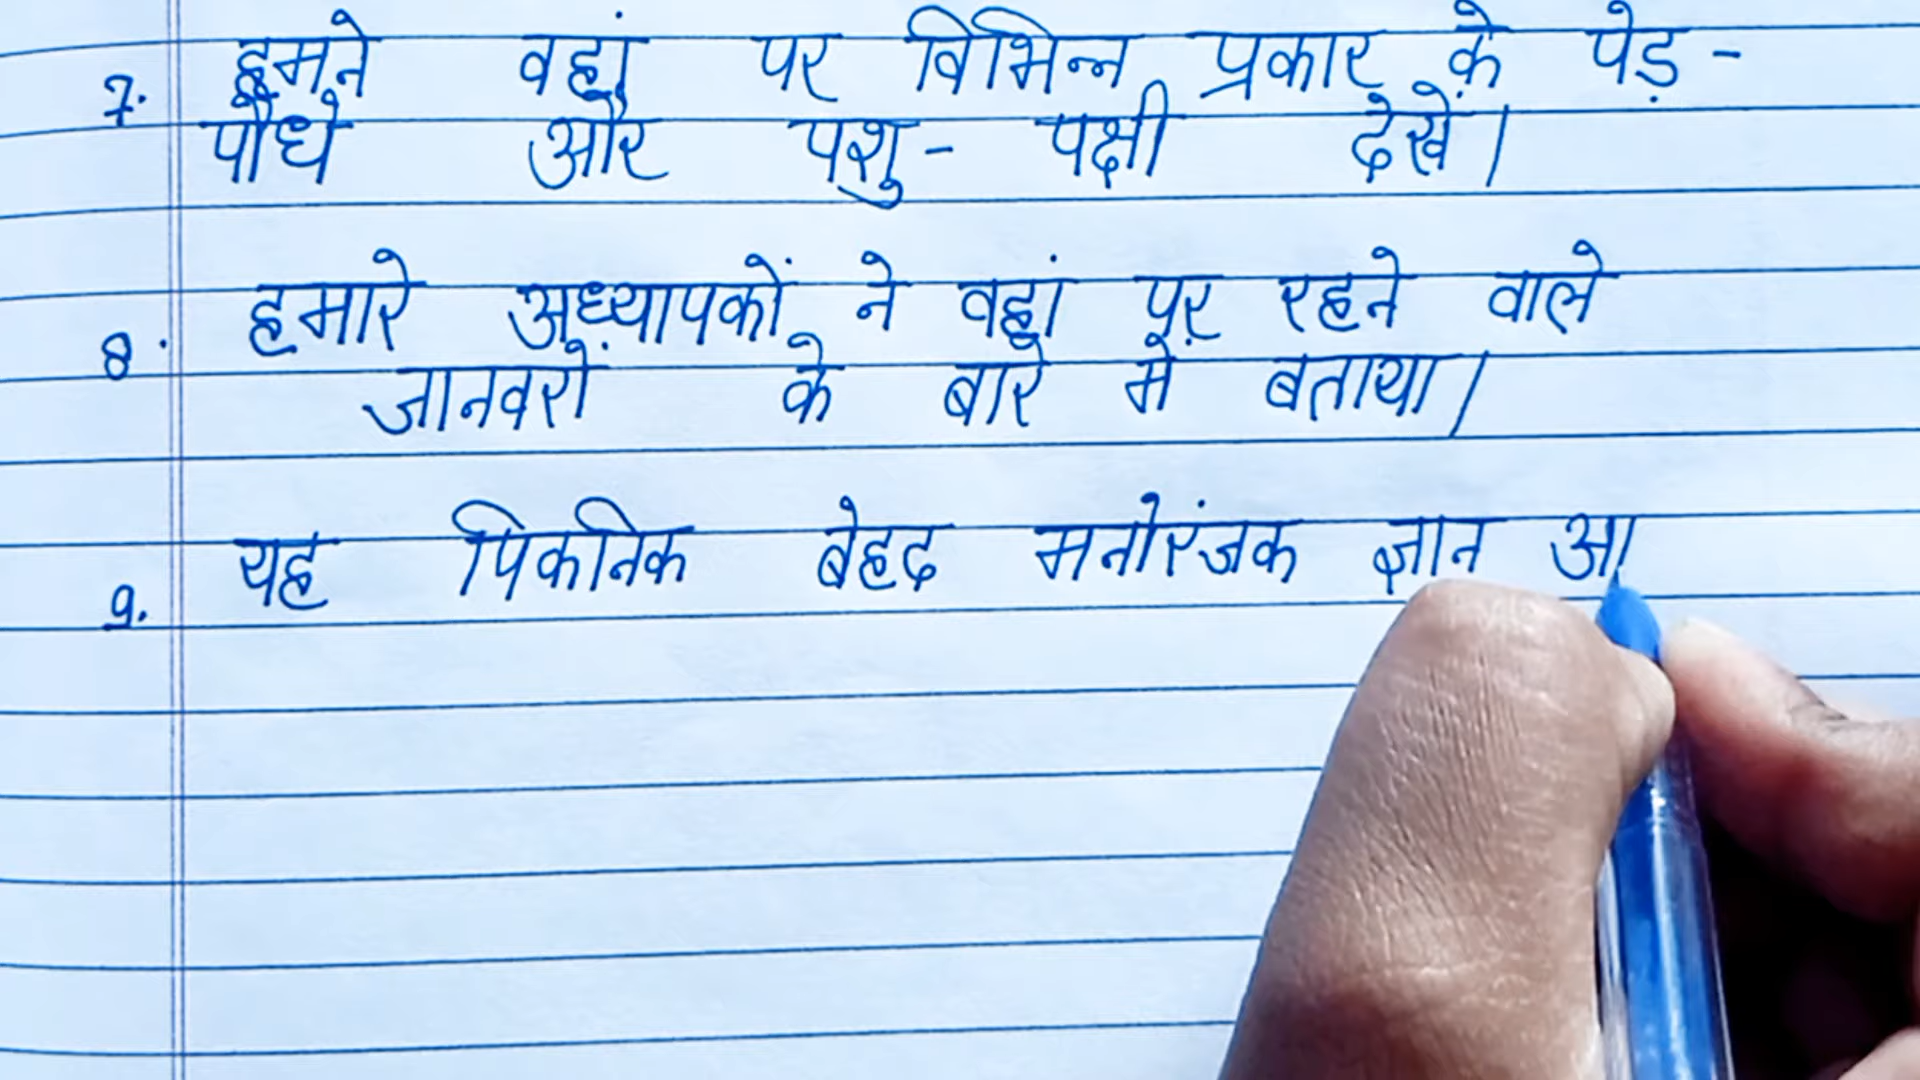 7. हमने वहां पर विभिन्न प्रकार के पेड़ -
पौधे और पशु - पक्षी देखें।
8. हमारे अध्यापकों ने वहां पर रहने वाले
जानवरों के बारे में बताया।
9. यह पिकनिक बेहद मनोरंजक ज्ञान आ